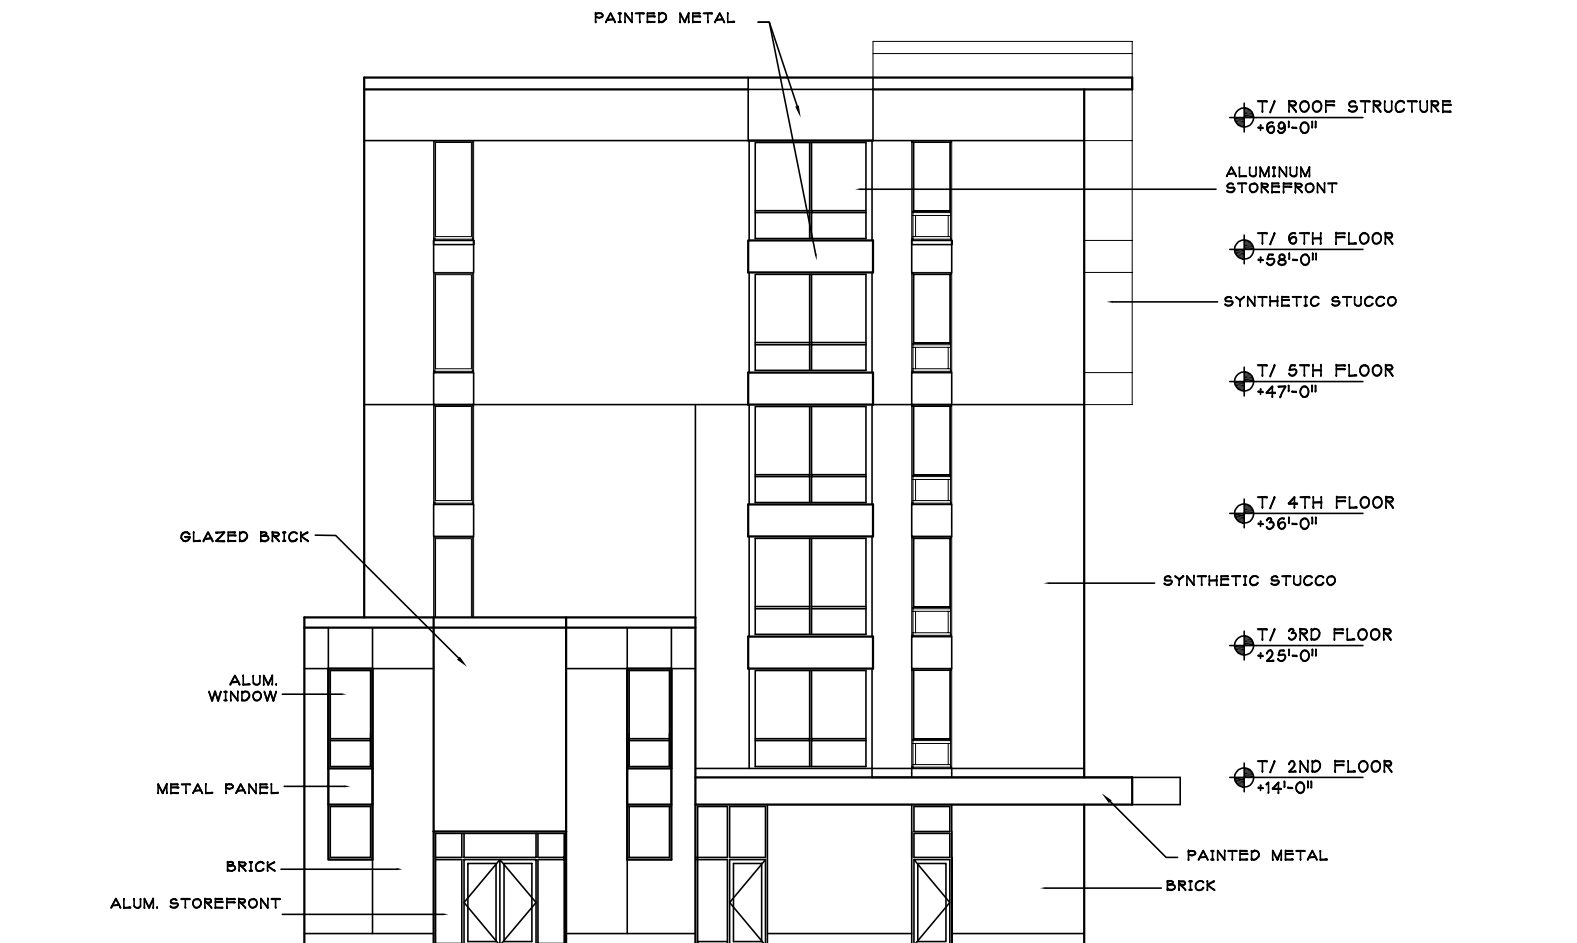 PAINTED METAL
T/ ROOF STRUCTURE
+69'-0"
ALUMINUM
STOREFRONT
T/ 6TH FLOOR
+58'-0"
SYNTHETIC STUCCO
T/ 5TH FLOOR
+47'-0"
T/ 4TH FLOOR
+36'-0"
GLAZED BRICK
SYNTHETIC STUCCO
T/ 3RD FLOOR
+25'-0"
ALUM.
WINDOW
T/ 2ND FLOOR
+14'-0"
METAL PANEL
PAINTED METAL
BRICK
BRICK
ALUM. STOREFRONT